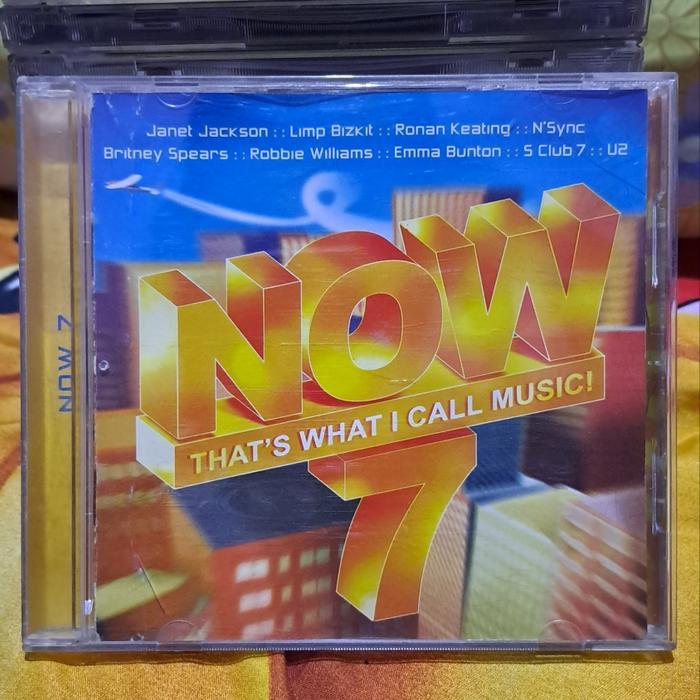 Janet Jackson :: Limp Bizkit :: Ronan Keating :: N'Sync
Britney Spears :: Robbie Williams :: Emma Bunton :: S Club 7 :: U2
NOW
THAT'S WHAT I CALL MUSIC!
7
NOW 7